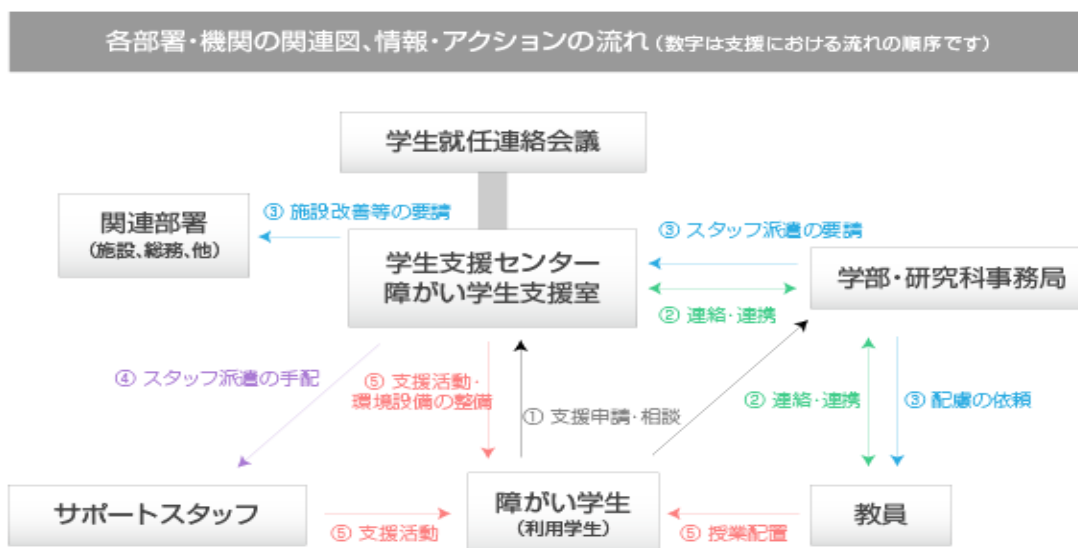 各部署・機関の関連図、情報・アクションの流れ(数字は支援における流れの順序です)
学生就任連絡会議
関連部署
(施設、総務、他)
③ 施設改善等の要請
学生支援センター
障がい学生支援室
③ スタッフ派遣の要請
② 連絡・連携
学部・研究科事務局
④ スタッフ派遣の手配
⑤ 支援活動・
環境設備の整備
① 支援申請・相談
② 連絡・連携
③ 配慮の依頼
サポートスタッフ
⑤ 支援活動
障がい学生
(利用学生)
⑤ 授業配置
教員